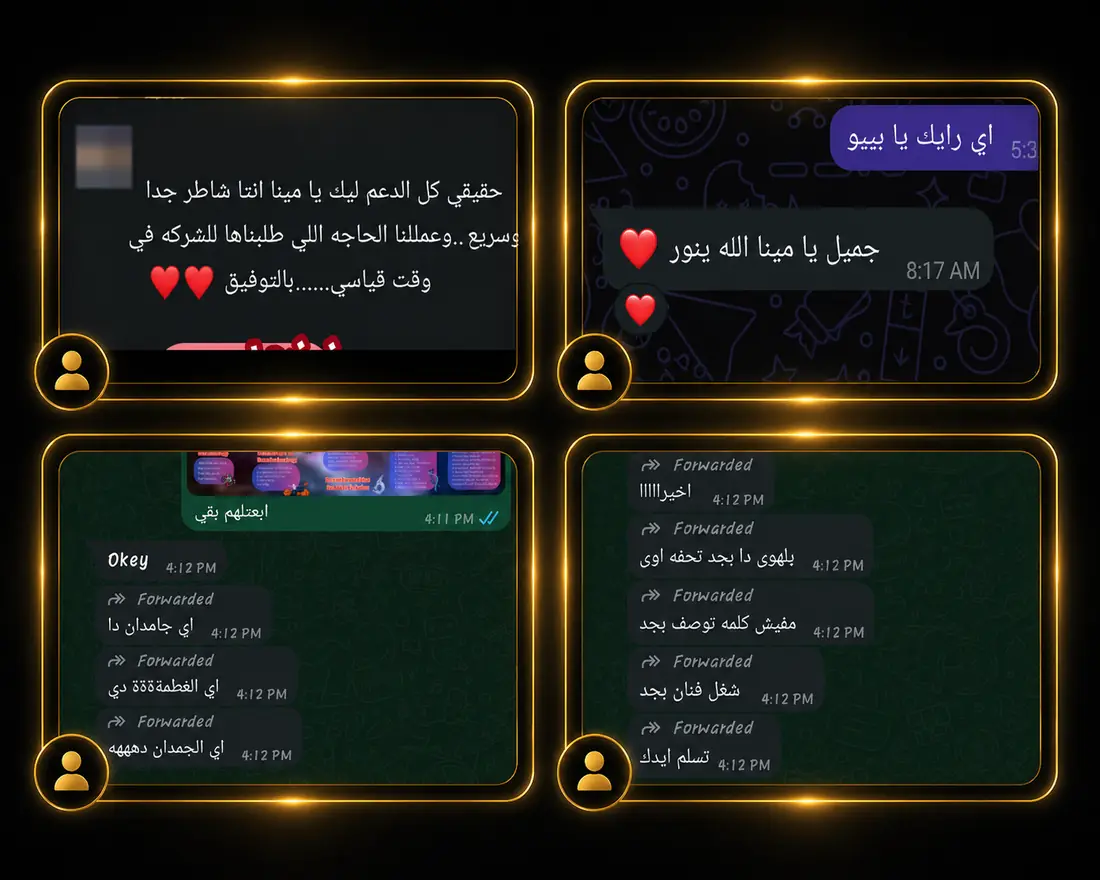 حقيقي كل الدعم ليك يا مينا انتا شاطر جدا
وسريع ..وعمللنا الحاجه اللي طلبناها للشركه في
وقت قياسي......بالتوفيق ❤️❤️
اي رايك يا بيبو
5:3
جميل يا مينا الله ينور ❤️
8:17 AM
❤️
ابعتلهم بقي
4:11 PM
Okey 4:12 PM
Forwarded
اي جامدان دا 4:12 PM
Forwarded
اي الغطمةةةة دي 4:12 PM
Forwarded
اي الجمدان دهههه 4:12 PM
Forwarded
اخيراااااا 4:12 PM
Forwarded
بلهوى دا بجد تحفه اوى 4:12 PM
Forwarded
مفيش كلمه توصف بجد 4:12 PM
Forwarded
شغل فنان بجد 4:12 PM
Forwarded
تسلم ايدك 4:12 PM